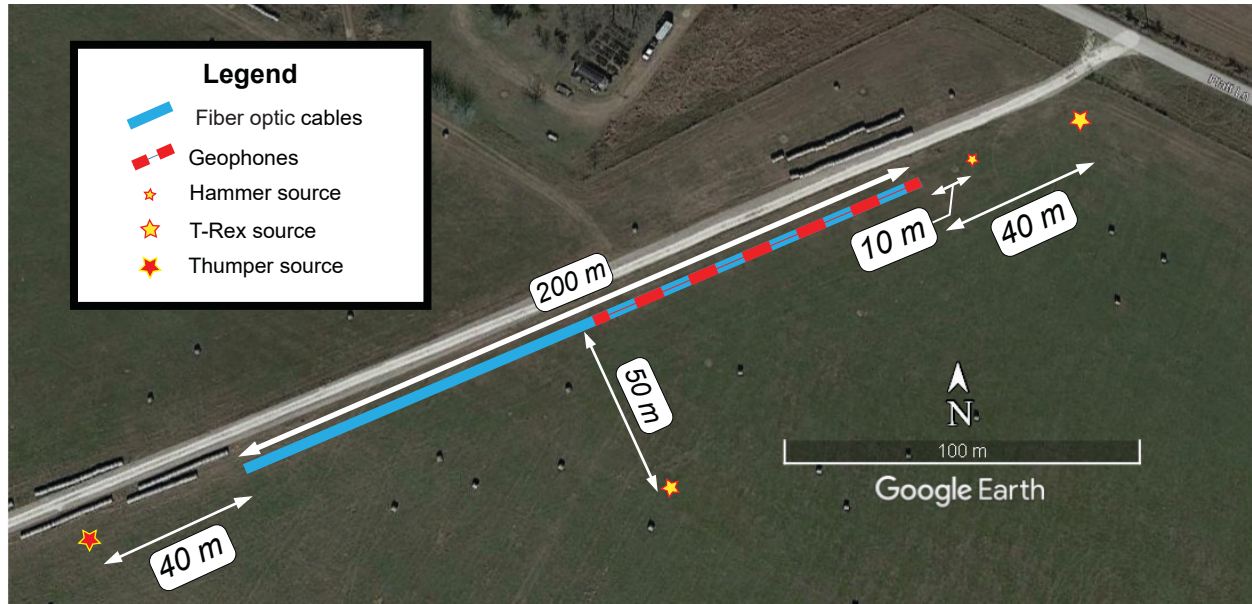 Legend
Fiber optic cables
Geophones
Hammer source
T-Rex source
Thumper source
200 m
10 m
40 m
50 m
40 m
N
100 m
Google Earth